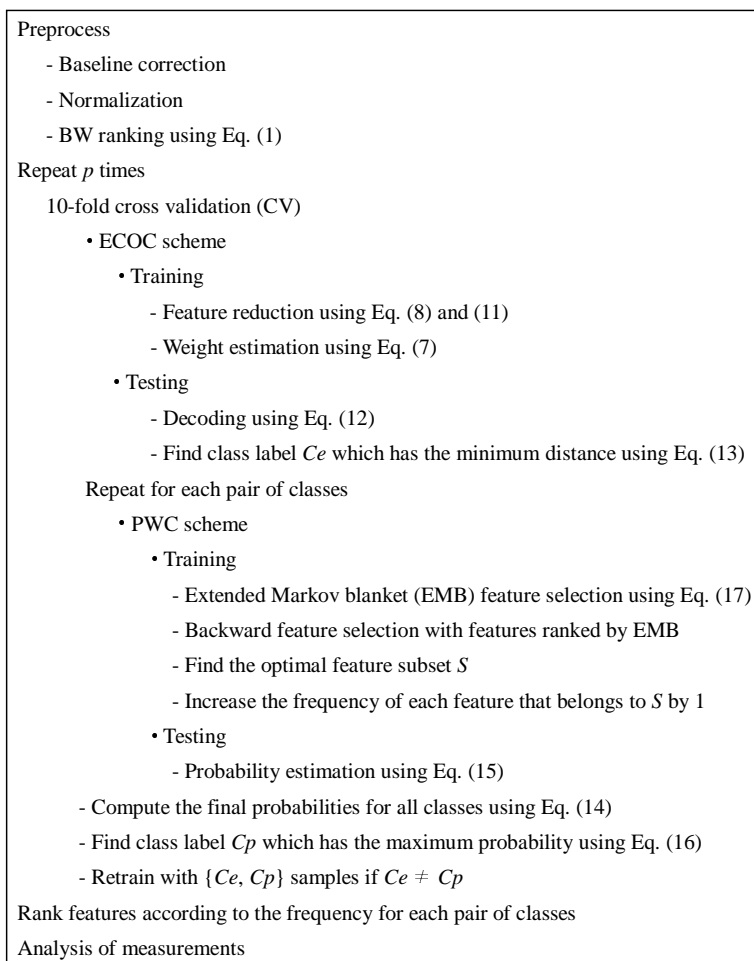 Preprocess
- Baseline correction
- Normalization
- BW ranking using Eq. (1)
Repeat p times
10-fold cross validation (CV)
• ECOC scheme
• Training
- Feature reduction using Eq. (8) and (11)
- Weight estimation using Eq. (7)
• Testing
- Decoding using Eq. (12)
- Find class label Ce which has the minimum distance using Eq. (13)
Repeat for each pair of classes
• PWC scheme
• Training
- Extended Markov blanket (EMB) feature selection using Eq. (17)
- Backward feature selection with features ranked by EMB
- Find the optimal feature subset S
- Increase the frequency of each feature that belongs to S by 1
• Testing
- Probability estimation using Eq. (15)
- Compute the final probabilities for all classes using Eq. (14)
- Find class label Cp which has the maximum probability using Eq. (16)
- Retrain with {Ce, Cp} samples if Ce ≠ Cp
Rank features according to the frequency for each pair of classes
Analysis of measurements